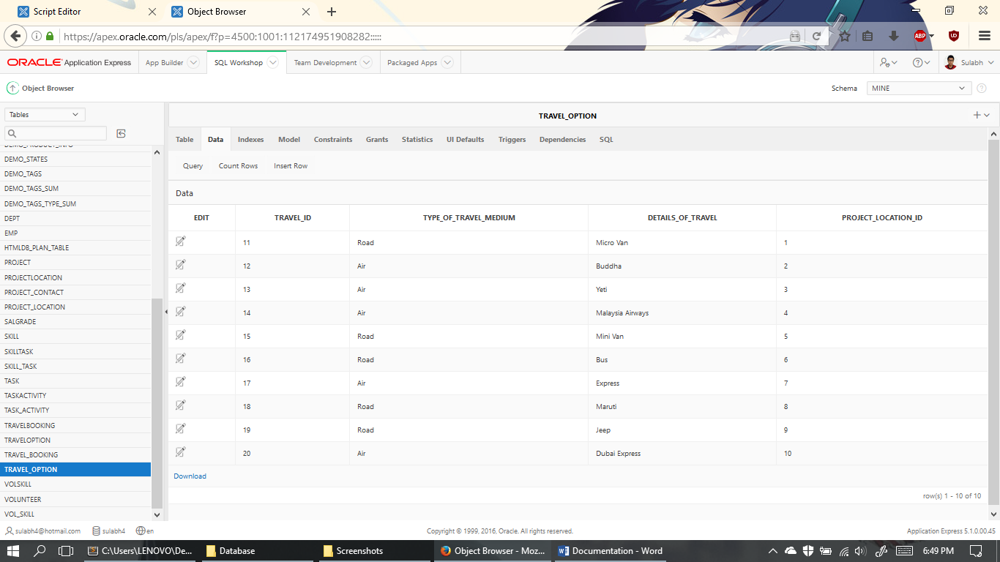 Script Editor
Object Browser
https://apex.oracle.com/pls/apex/f?p=4500:1001:112174951908282:::::
ABP
ORACLE Application Express App Builder SQL Workshop Team Development Packaged Apps Sulabh
Object Browser Schema MINE
Tables TRAVEL_OPTION
Table Data Indexes Model Constraints Grants Statistics UI Defaults Triggers Dependencies SQL
Query Count Rows Insert Row
Data
EDIT TRAVEL_ID TYPE_OF_TRAVEL_MEDIUM DETAILS_OF_TRAVEL PROJECT_LOCATION_ID
11 Road Micro Van 1
12 Air Buddha 2
13 Air Yeti 3
14 Air Malaysia Airways 4
15 Road Mini Van 5
16 Road Bus 6
17 Air Express 7
18 Road Maruti 8
19 Road Jeep 9
20 Air Dubai Express 10
Download
row(s) 1 - 10 of 10
DEMO_PRODUCT_INFO
DEMO_STATES
DEMO_TAGS
DEMO_TAGS_SUM
DEMO_TAGS_TYPE_SUM
DEPT
EMP
HTMLDB_PLAN_TABLE
PROJECT
PROJECTLOCATION
PROJECT_CONTACT
PROJECT_LOCATION
SALGRADE
SKILL
SKILLTASK
SKILL_TASK
TASK
TASKACTIVITY
TASK_ACTIVITY
TRAVELBOOKING
TRAVELOPTION
TRAVEL_BOOKING
TRAVEL_OPTION
VOLSKILL
VOLUNTEER
VOL_SKILL
sulabh4@hotmail.com sulabh4 en Copyright © 1999, 2016, Oracle. All rights reserved. Application Express 5.1.0.00.45
C:\Users\LENOVO\De... Database Screenshots Object Browser - Moz... Documentation - Word 6:49 PM